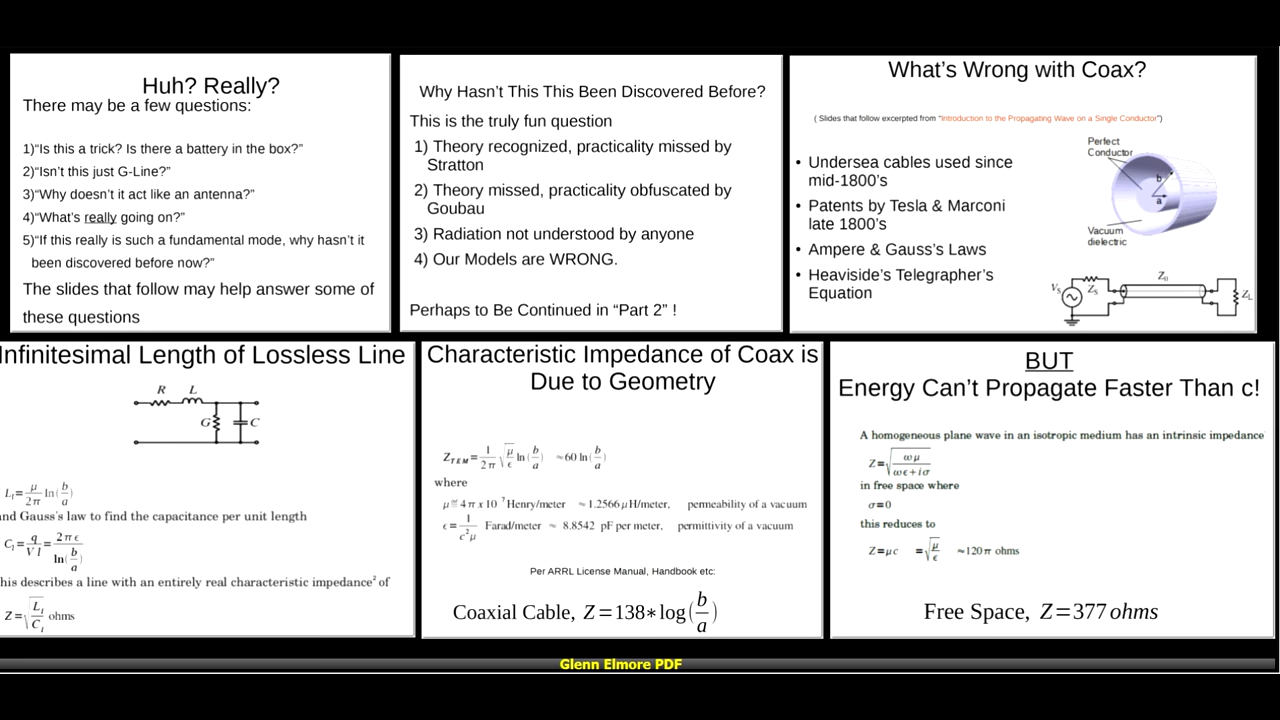 Huh? Really?
There may be a few questions:
1)“Is this a trick? Is there a battery in the box?”
2)“Isn’t this just G-Line?”
3)“Why doesn’t it act like an antenna?”
4)“What’s really going on?”
5)“If this really is such a fundamental mode, why hasn’t it
been discovered before now?”
The slides that follow may help answer some of
these questions
Why Hasn’t This This Been Discovered Before?
This is the truly fun question
1) Theory recognized, practicality missed by
Stratton
2) Theory missed, practicality obfuscated by
Goubau
3) Radiation not understood by anyone
4) Our Models are WRONG.
Perhaps to Be Continued in “Part 2” !
What’s Wrong with Coax?
( Slides that follow excerpted from “Introduction to the Propagating Wave on a Single Conductor”)
• Undersea cables used since
mid-1800’s
• Patents by Tesla & Marconi
late 1800’s
• Ampere & Gauss’s Laws
• Heaviside’s Telegrapher’s
Equation
Perfect
Conductor
b
a
Vacuum
dielectric
V_S
Z_S
Z_0
Z_L
Infinitesimal Length of Lossless Line
R L
G C
L_l = μ/2π ln(b/a)
and Gauss's law to find the capacitance per unit length
C_l = q/Vl = 2πϵ/ln(b/a)
his describes a line with an entirely real characteristic impedance² of
Z = √(L_l/C_l) ohms
Characteristic Impedance of Coax is
Due to Geometry
Z_TEM = 1/2π √(μ/ϵ) ln(b/a) ≈60 ln(b/a)
where
μ≅4π x 10⁻⁷ Henry/meter ≈1.2566 μH/meter, permeability of a vacuum
ϵ = 1/c²μ Farad/meter ≈ 8.8542 pF per meter, permittivity of a vacuum
Per ARRL License Manual, Handbook etc:
Coaxial Cable, Z=138*log(b/a)
BUT
Energy Can’t Propagate Faster Than c!
A homogeneous plane wave in an isotropic medium has an intrinsic impedance
Z=√(ωμ/ωϵ+iσ)
in free space where
σ=0
this reduces to
Z=μc =√(μ/ϵ) ≈120π ohms
Free Space, Z=377 ohms
Glenn Elmore PDF